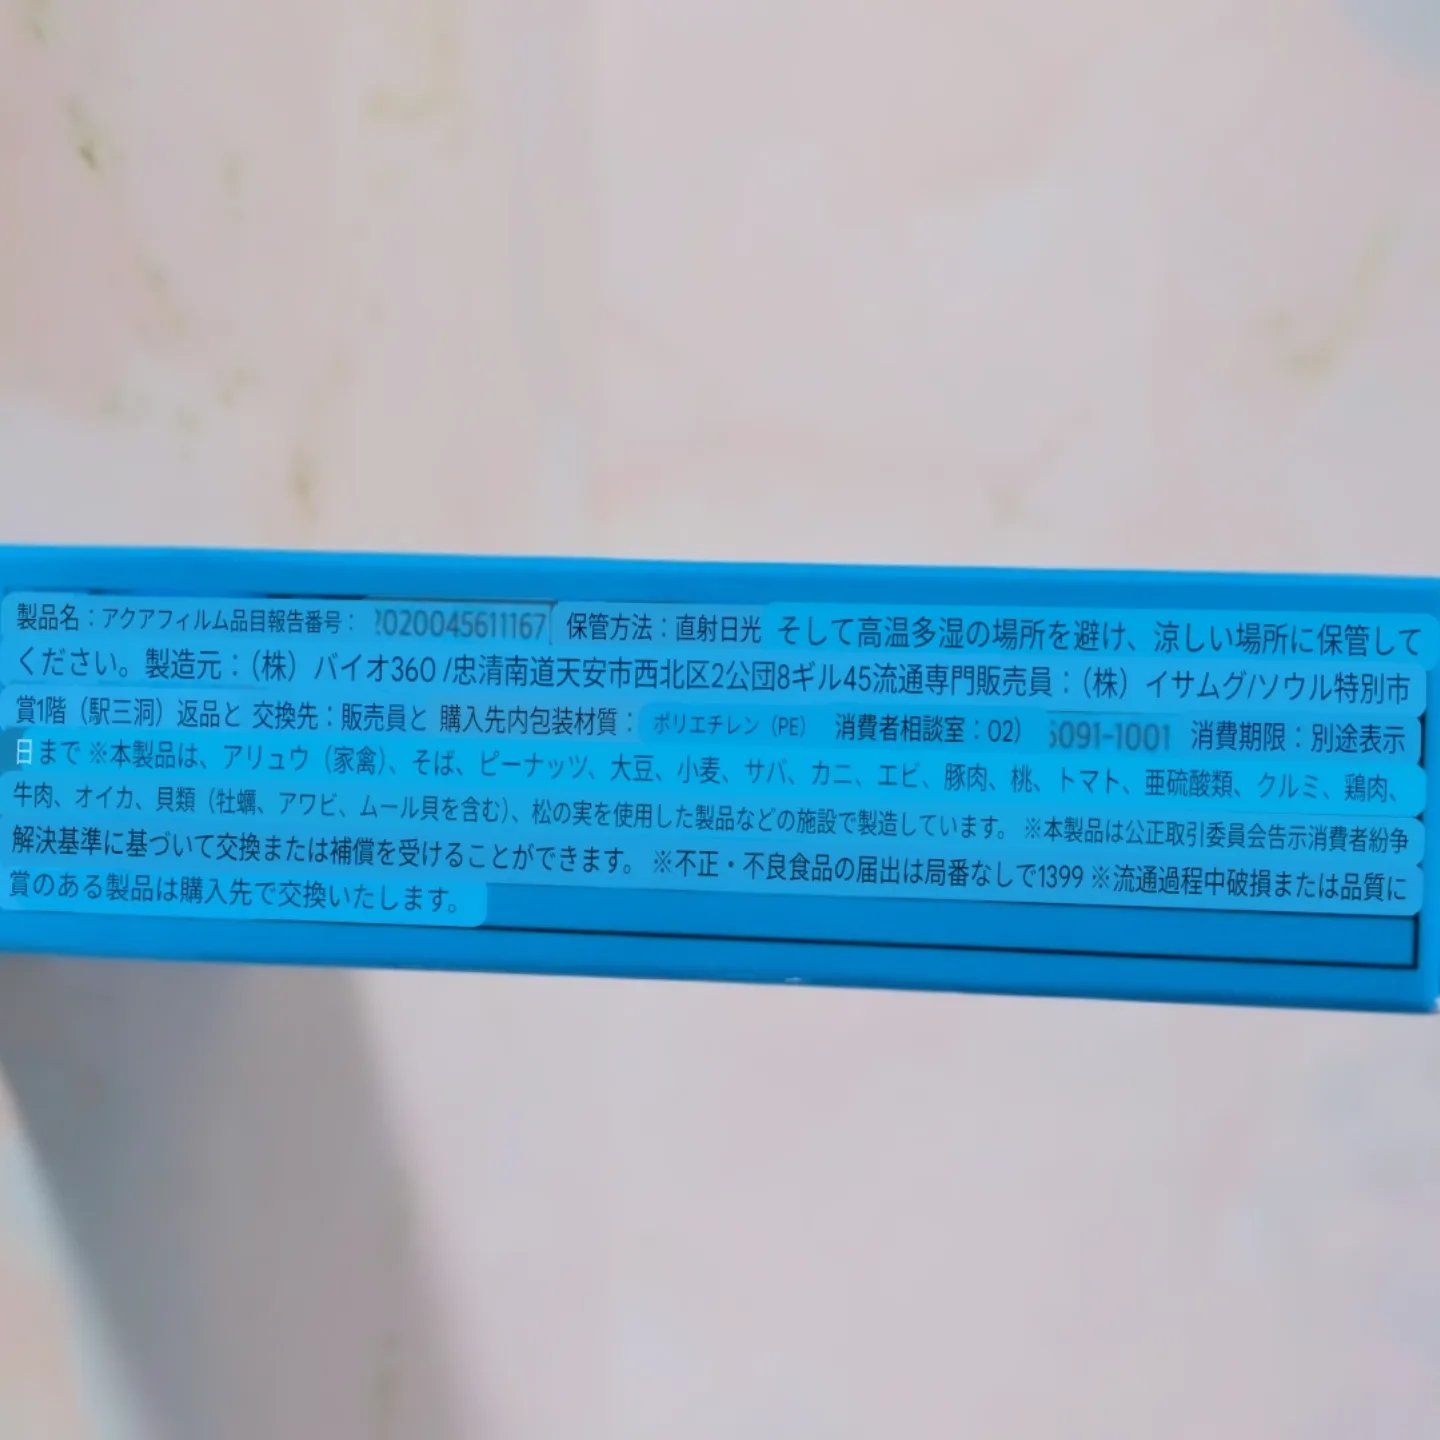 製品名：アクアフィルム品目報告番号： 2020045611167 保管方法：直射日光 そして高温多湿の場所を避け、涼しい場所に保管して
ください。製造元：（株）バイオ360 /忠清南道天安市西北区2公団8ギル45流通専門販売員：（株）イサムグ/ソウル特別市
賞1階（駅三洞）返品と 交換先：販売員と 購入先内包装材質： ポリエチレン（PE） 消費者相談室：02） 6091-1001 消費期限：別途表示
日まで ※本製品は、アリュウ（家禽）、そば、ピーナッツ、大豆、小麦、サバ、カニ、エビ、豚肉、桃、トマト、亜硫酸類、クルミ、鶏肉、
牛肉、オイカ、貝類（牡蠣、アワビ、ムール貝を含む）、松の実を使用した製品などの施設で製造しています。 ※本製品は公正取引委員会告示消費者紛争
解決基準に基づいて交換または補償を受けることができます。 ※不正・不良食品の届出は局番なしで1399 ※流通過程中破損または品質に
賞のある製品は購入先で交換いたします。